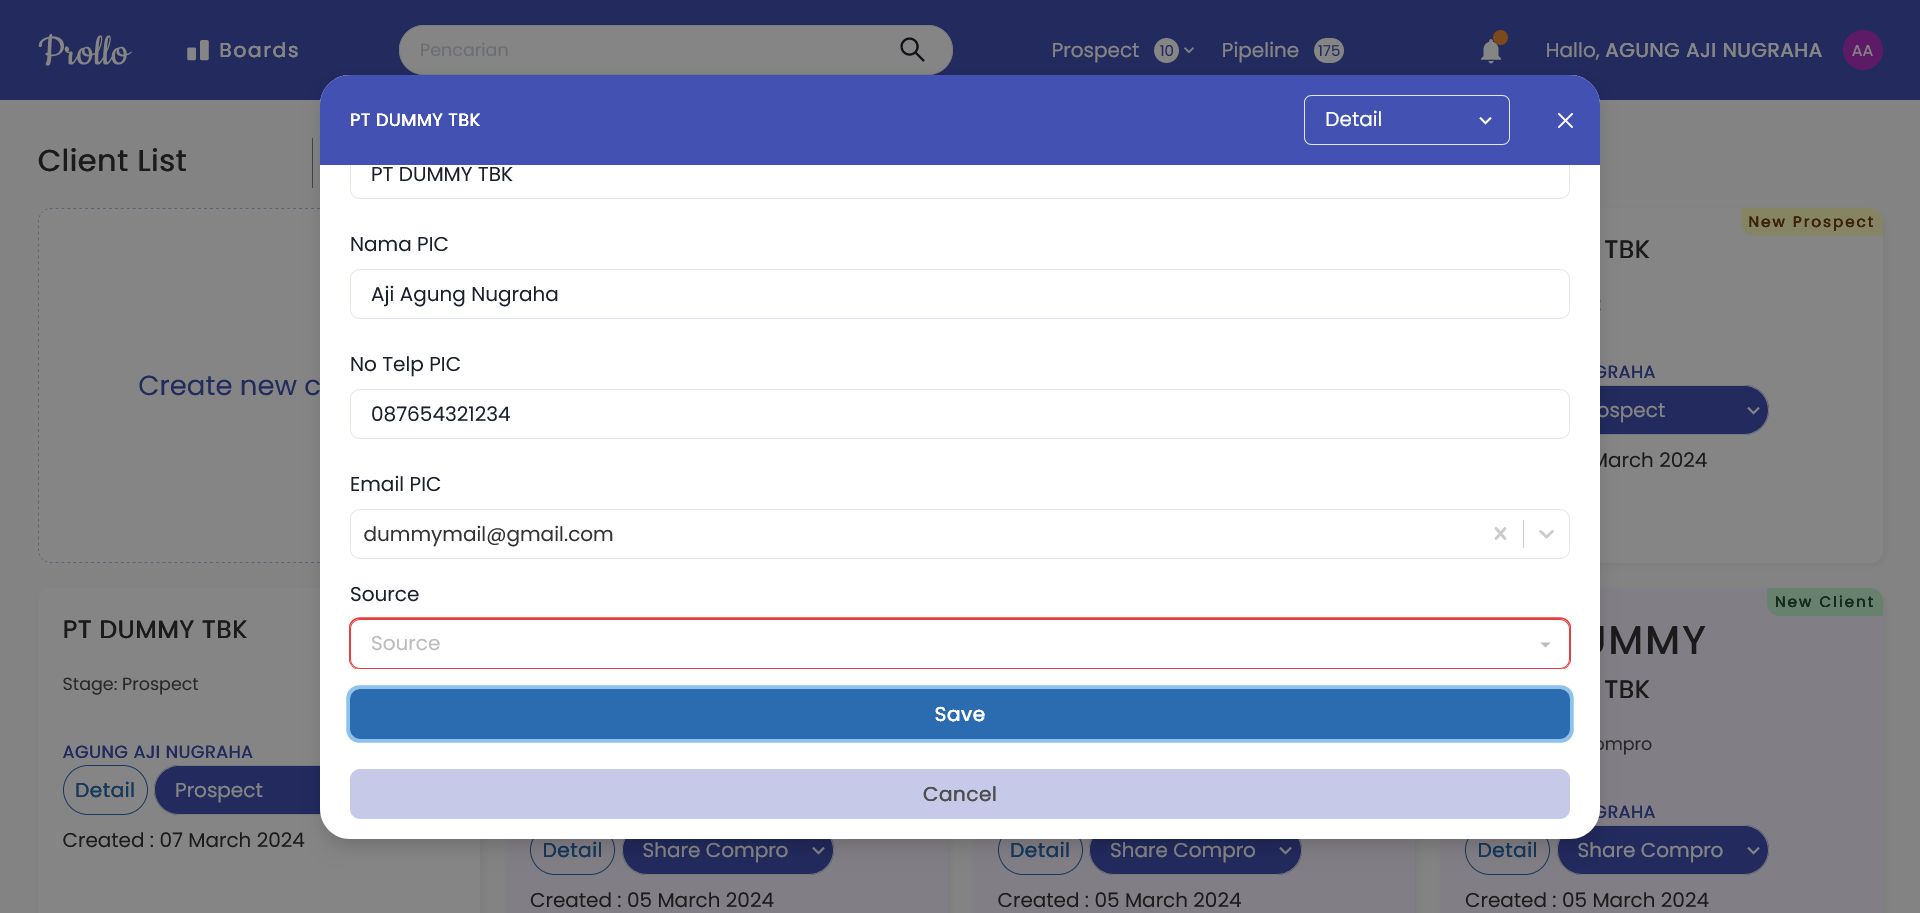 Prollo
Boards
Pencarian
Prospect 10
Pipeline 175
Hallo, AGUNG AJI NUGRAHA
AA
PT DUMMY TBK
Detail
Client List
PT DUMMY TBK
Nama PIC
Aji Agung Nugraha
No Telp PIC
087654321234
Email PIC
dummymail@gmail.com
Source
Source
Save
Cancel
Create new c
New Prospect
TBK
GRAHA
ospect
March 2024
PT DUMMY TBK
Stage: Prospect
AGUNG AJI NUGRAHA
Detail
Prospect
Created : 07 March 2024
Detail
Share Compro
Created : 05 March 2024
Detail
Share Compro
Created : 05 March 2024
New Client
UMMY
TBK
ompro
GRAHA
Detail
Share Compro
Created : 05 March 2024